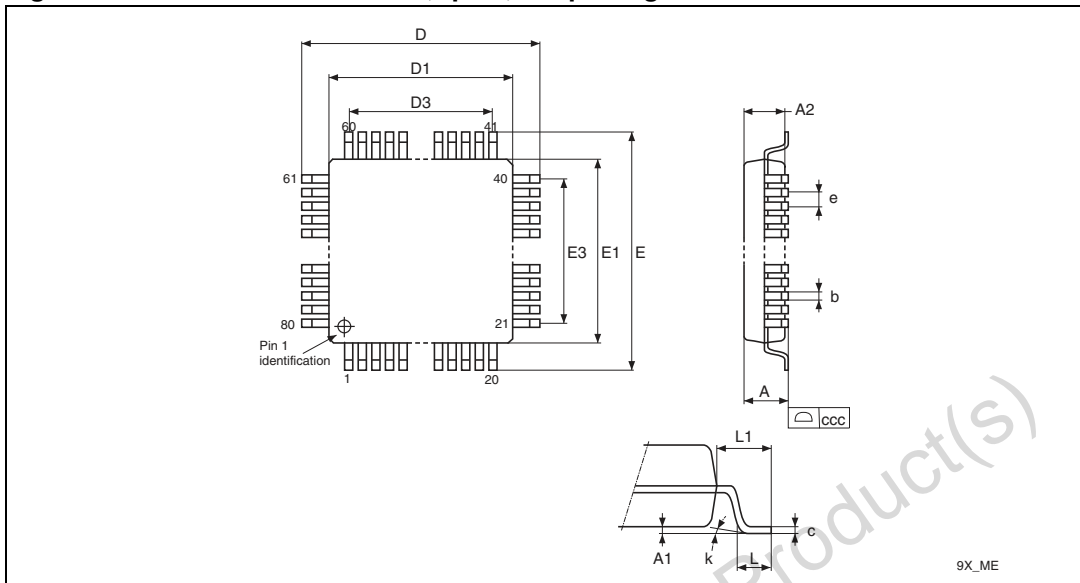 D
D1
D3
A2
60
41
61
40
e
E3
E1
E
b
80
21
Pin 1
identification
1
20
A
ccc
L1
c
A1
k
L
Product(s)
9X_ME